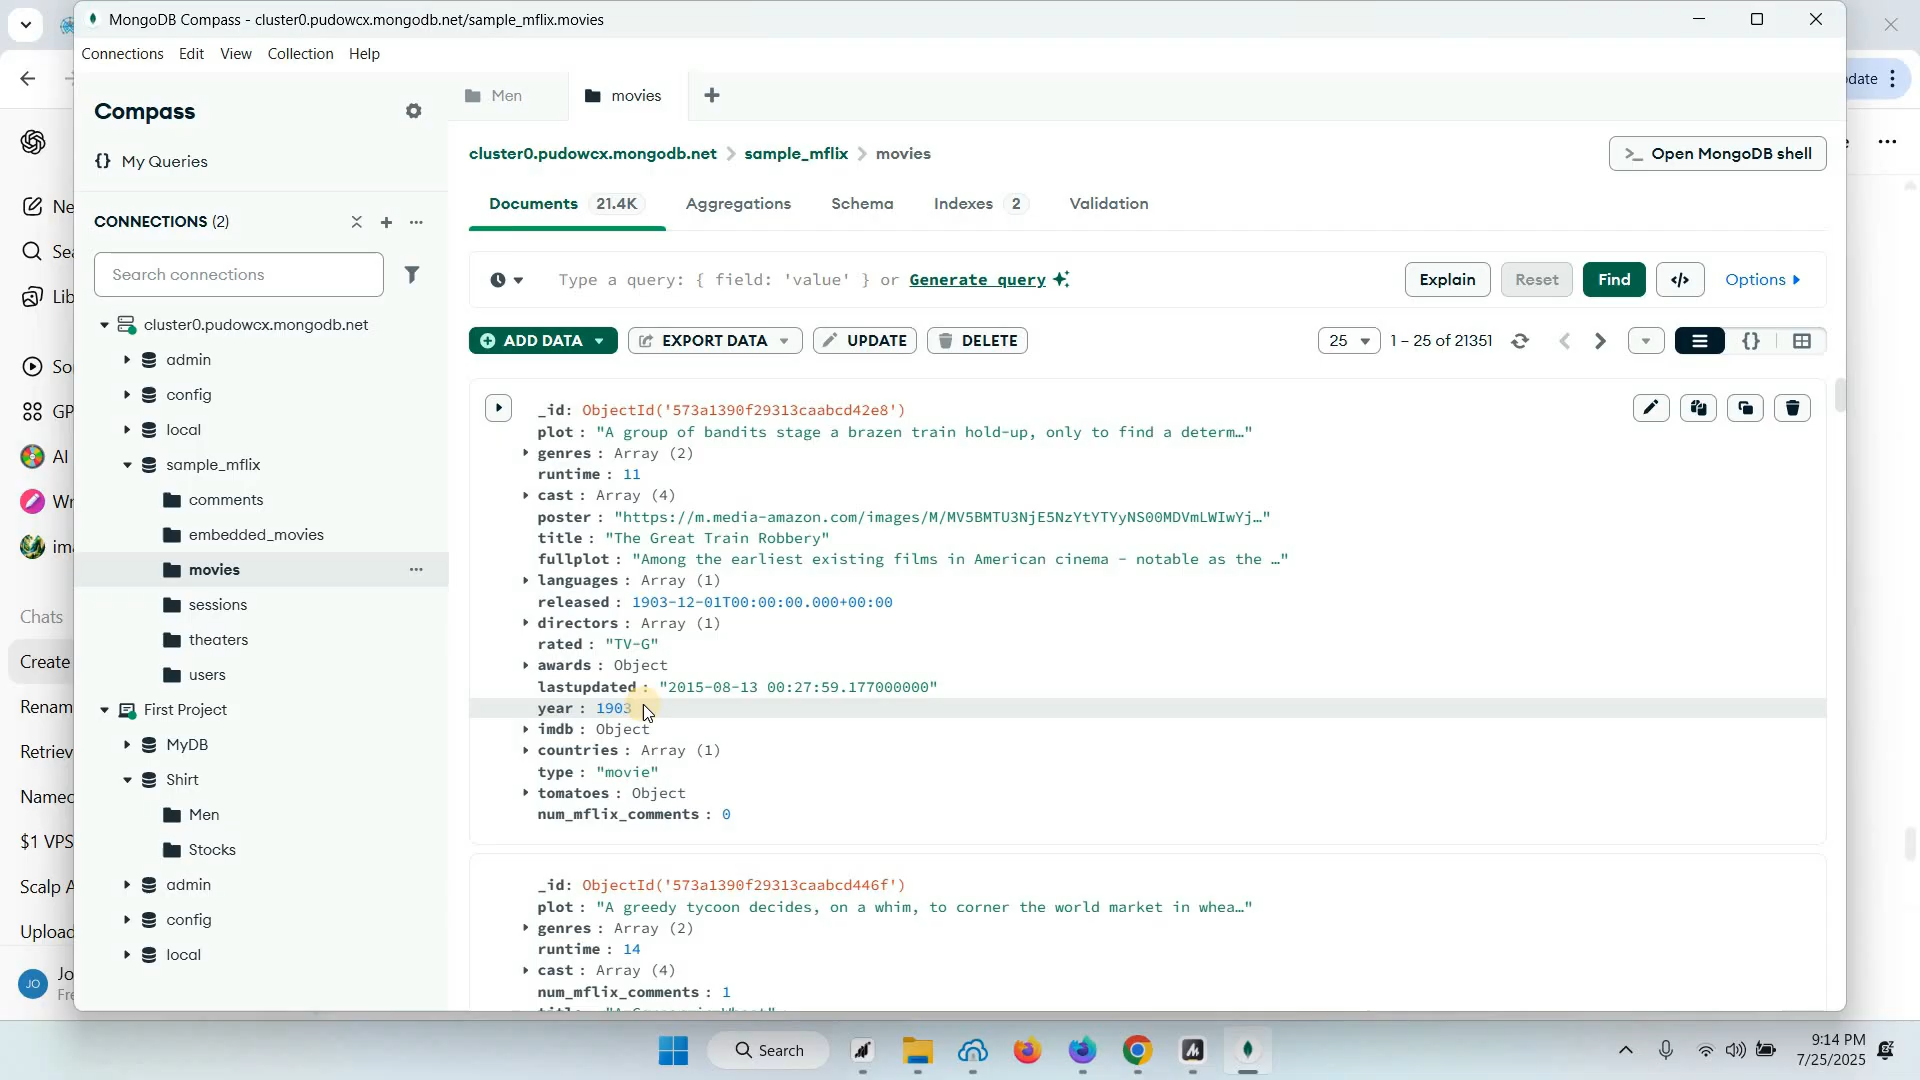 MongoDB Compass - cluster0.pudowcx.mongodb.net/sample_mflix.movies
Connections Edit View Collection Help
Compass
My Queries
CONNECTIONS (2)
Search connections
cluster0.pudowcx.mongodb.net
admin
config
local
sample_mflix
comments
embedded_movies
movies
sessions
theaters
users
First Project
MyDB
Shirt
Men
Stocks
admin
config
local
Men
movies
cluster0.pudowcx.mongodb.net > sample_mflix > movies
>_ Open MongoDB shell
Documents 21.4K Aggregations Schema Indexes 2 Validation
Type a query: { field: 'value' } or Generate query
Explain Reset Find </> Options
ADD DATA EXPORT DATA UPDATE DELETE
25 1 – 25 of 21351 {}
_id: ObjectId('573a1390f29313caabcd42e8')
plot : "A group of bandits stage a brazen train hold-up, only to find a determ…"
genres : Array (2)
runtime : 11
cast : Array (4)
poster : "https://m.media-amazon.com/images/M/MV5BMTU3NjE5NzYtYTYyNS00MDVmLWIwYj…"
title : "The Great Train Robbery"
fullplot : "Among the earliest existing films in American cinema - notable as the …"
languages : Array (1)
released : 1903-12-01T00:00:00.000+00:00
directors : Array (1)
rated : "TV-G"
awards : Object
lastupdated : "2015-08-13 00:27:59.177000000"
year : 1903
imdb : Object
countries : Array (1)
type : "movie"
tomatoes : Object
num_mflix_comments : 0
_id: ObjectId('573a1390f29313caabcd446f')
plot : "A greedy tycoon decides, on a whim, to corner the world market in whea…"
genres : Array (2)
runtime : 14
cast : Array (4)
num_mflix_comments : 1
Chats
Create
Renam
Retriev
Namec
$1 VPS
Scalp A
Upload
JO
date
Search
9:14 PM
7/25/2025